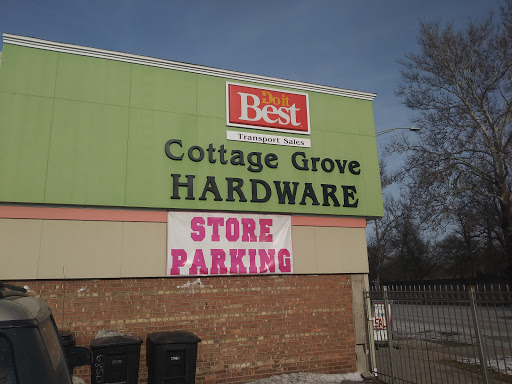 Do it
Best
Transport Sales
Cottage Grove
HARDWARE
STORE
PARKING